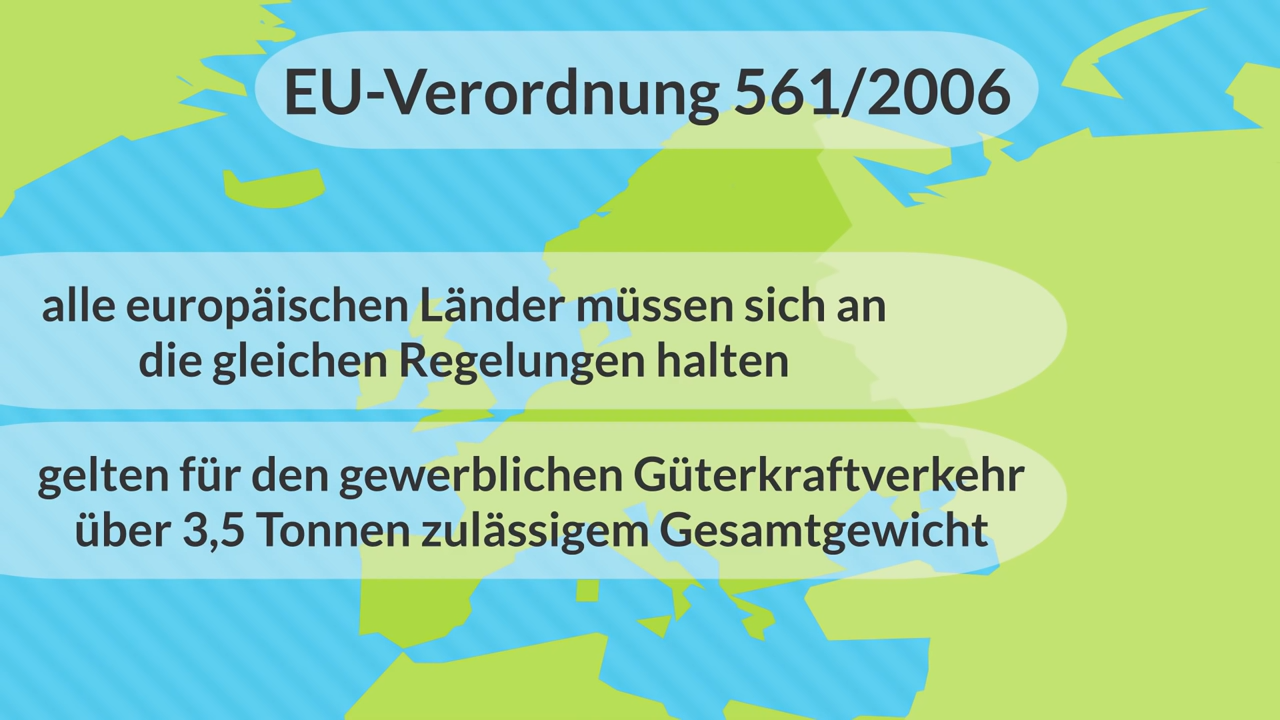 EU-Verordnung 561/2006
alle europäischen Länder müssen sich an
die gleichen Regelungen halten
gelten für den gewerblichen Güterkraftverkehr
über 3,5 Tonnen zulässigem Gesamtgewicht